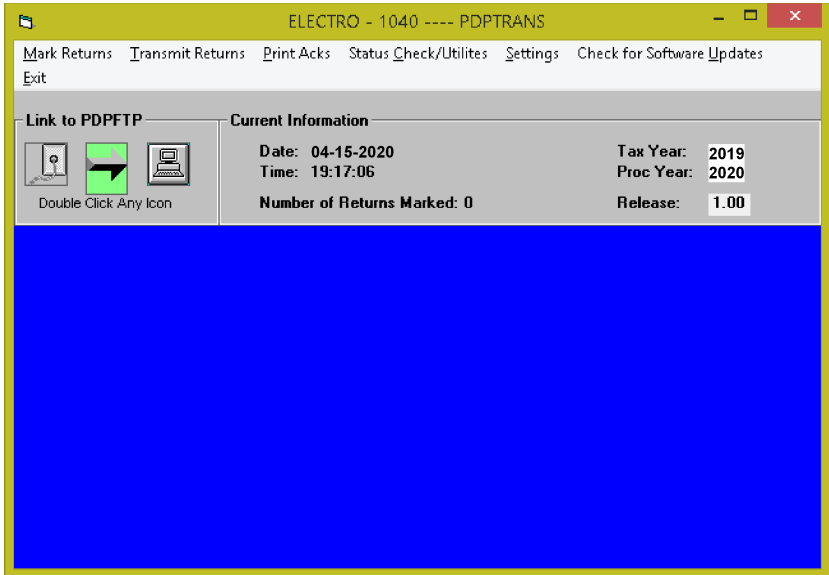 ELECTRO - 1040 ---- PDPTRANS
Mark Returns Transmit Returns Print Acks Status Check/Utilites Settings Check for Software Updates
Exit
Link to PDPFTP
Double Click Any Icon
Current Information
Date: 04-15-2020
Time: 19:17:06
Number of Returns Marked: 0
Tax Year: 2019
Proc Year: 2020
Release: 1.00